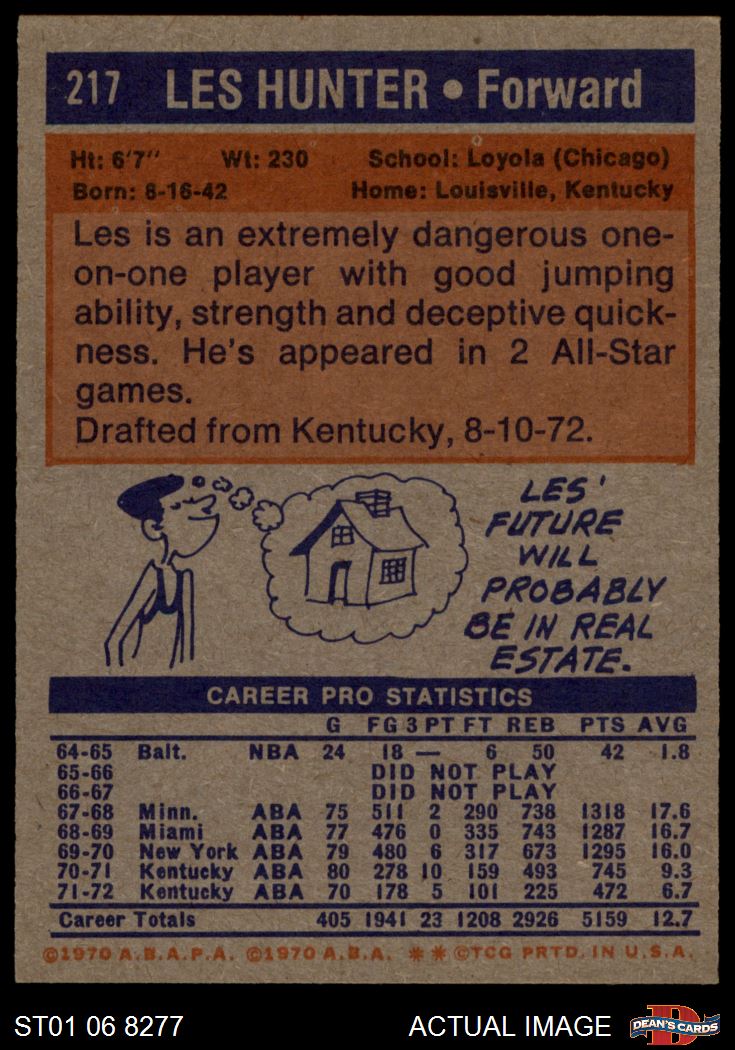 217 LES HUNTER • Forward
Ht: 6'7" Wt: 230 School: Loyola (Chicago)
Born: 8-16-42 Home: Louisville, Kentucky
Les is an extremely dangerous one-
on-one player with good jumping
ability, strength and deceptive quick-
ness. He's appeared in 2 All-Star
games.
Drafted from Kentucky, 8-10-72.
LES'
FUTURE
WILL
PROBABLY
BE IN REAL
ESTATE.
CAREER PRO STATISTICS
G FG 3 PT FT REB PTS AVG
64-65 Balt. NBA 24 18 — 6 50 42 1.8
65-66 DID NOT PLAY
66-67 DID NOT PLAY
67-68 Minn. ABA 75 511 2 290 738 1318 17.6
68-69 Miami ABA 77 476 0 335 743 1287 16.7
69-70 New York ABA 79 480 6 317 673 1295 16.0
70-71 Kentucky ABA 80 278 10 159 493 745 9.3
71-72 Kentucky ABA 70 178 5 101 225 472 6.7
Career Totals 405 1941 23 1208 2926 5159 12.7
©1970 A.B.A.P.A. ©1970 A.B.A. ** ©TCG PRTD. IN U.S.A.
ST01 06 8277 ACTUAL IMAGE D DEAN'S CARDS